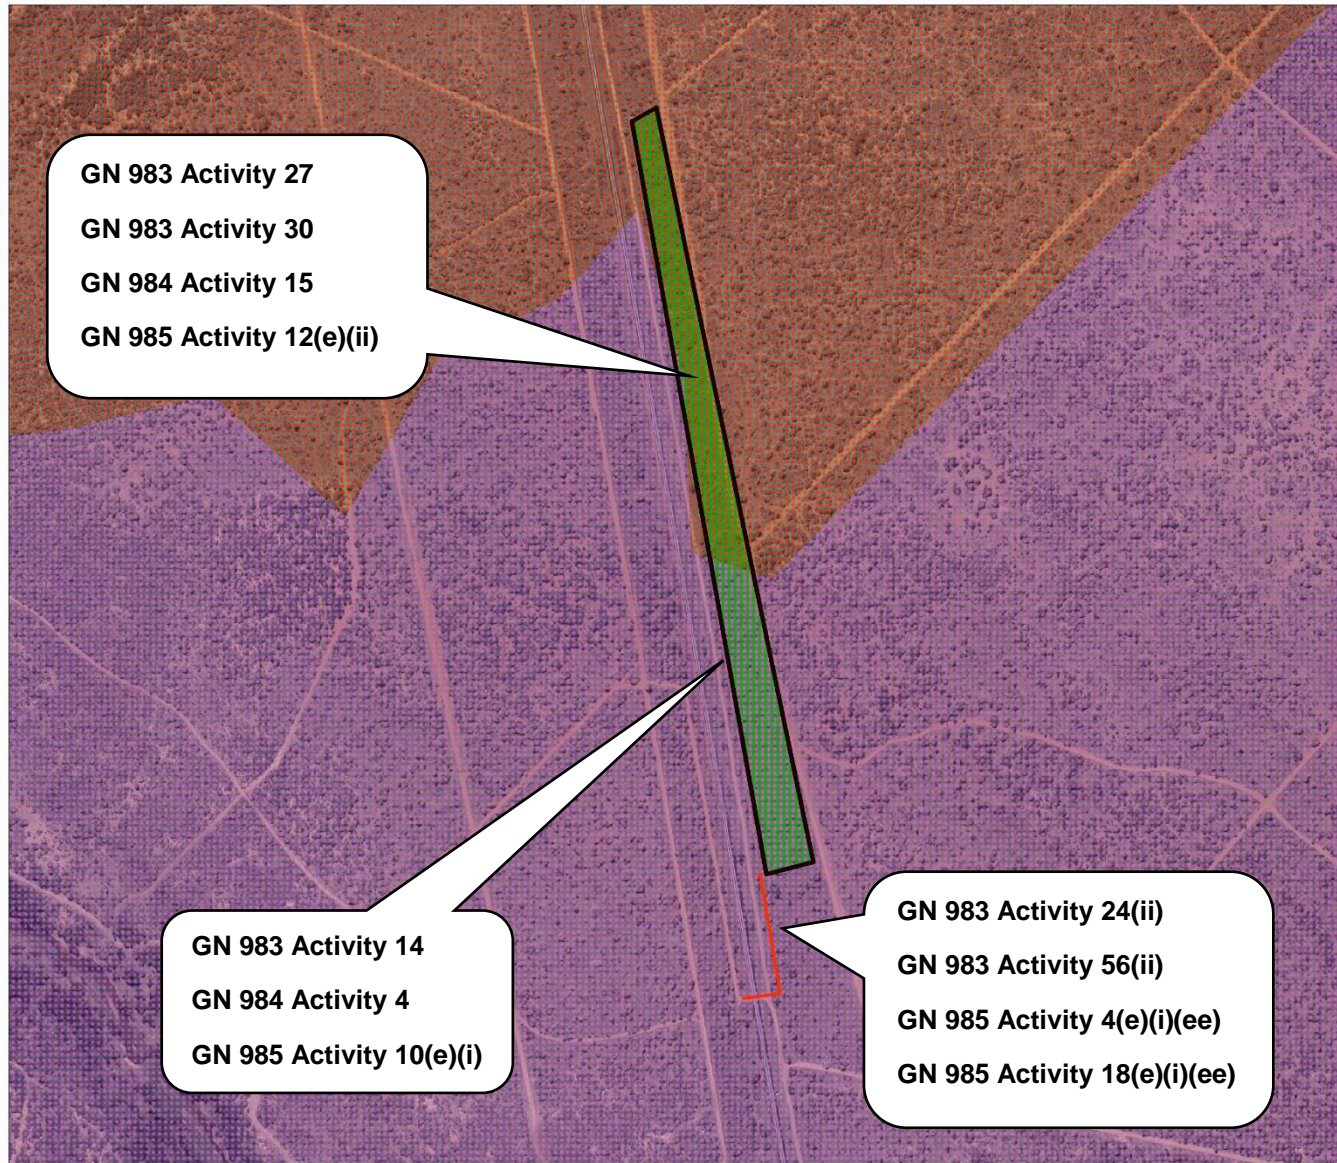 GN 983 Activity 27
GN 983 Activity 30
GN 984 Activity 15
GN 985 Activity 12(e)(ii)
GN 983 Activity 14
GN 984 Activity 4
GN 985 Activity 10(e)(i)
GN 983 Activity 24(ii)
GN 983 Activity 56(ii)
GN 985 Activity 4(e)(i)(ee)
GN 985 Activity 18(e)(i)(ee)